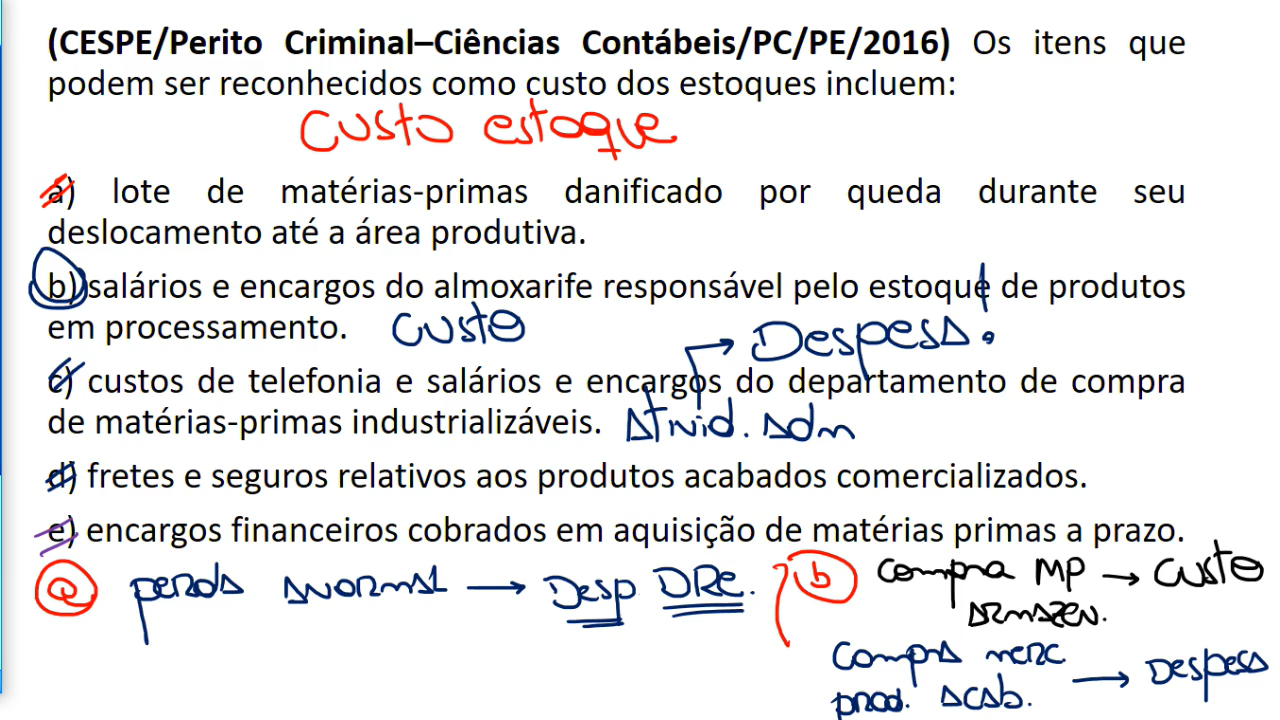 (CESPE/Perito Criminal–Ciências Contábeis/PC/PE/2016) Os itens que
podem ser reconhecidos como custo dos estoques incluem:
Custo estoque
a) lote de matérias-primas danificado por queda durante seu
deslocamento até a área produtiva.
b) salários e encargos do almoxarife responsável pelo estoque de produtos
em processamento. Custo
Despesa.
c) custos de telefonia e salários e encargos do departamento de compra
de matérias-primas industrializáveis. Ativid. Adm
d) fretes e seguros relativos aos produtos acabados comercializados.
e) encargos financeiros cobrados em aquisição de matérias primas a prazo.
a perda anormal → Desp DRE. b compra MP → Custo
armazen.
compra merc
prod. acab. → Despesa